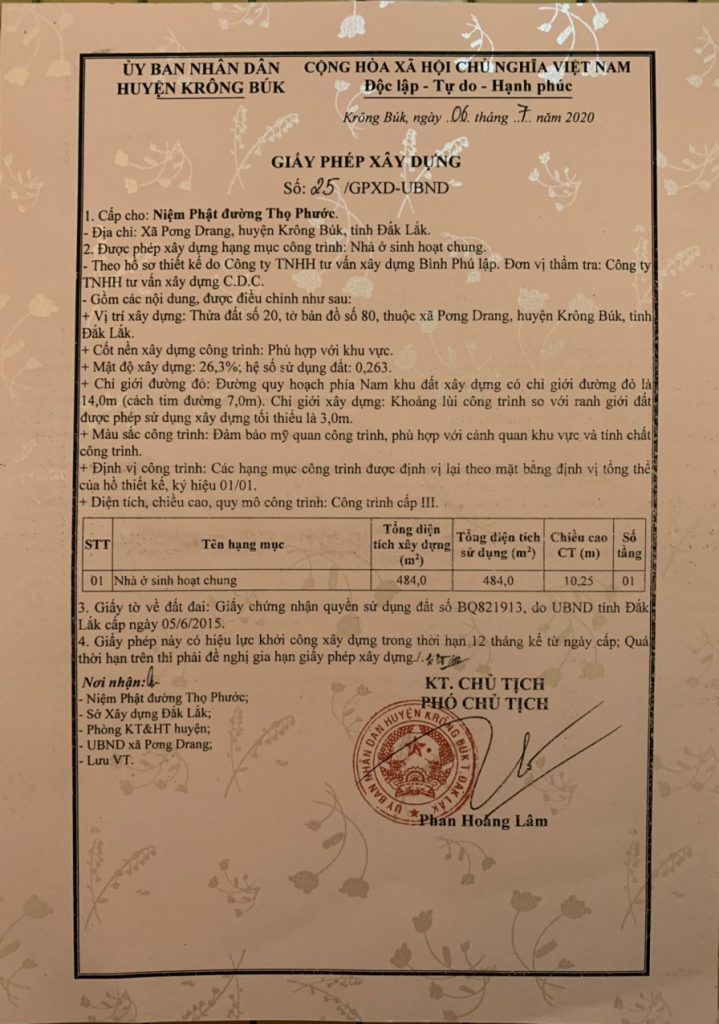 ỦY BAN NHÂN DÂN
HUYỆN KRÔNG BÚK
CỘNG HÒA XÃ HỘI CHỦ NGHĨA VIỆT NAM
Độc lập - Tự do - Hạnh phúc
Krông Búk, ngày ..06. tháng ..7.. năm 2020
GIẤY PHÉP XÂY DỰNG
Số: 25 /GPXD-UBND
1. Cấp cho: Niệm Phật đường Thọ Phước.
- Địa chỉ: Xã Pơng Drang, huyện Krông Búk, tỉnh Đắk Lắk.
2. Được phép xây dựng hạng mục công trình: Nhà ở sinh hoạt chung.
- Theo hồ sơ thiết kế do Công ty TNHH tư vấn xây dựng Bình Phú lập. Đơn vị thẩm tra: Công ty
TNHH tư vấn xây dựng C.D.C.
- Gồm các nội dung, được điều chỉnh như sau:
+ Vị trí xây dựng: Thửa đất số 20, tờ bản đồ số 80, thuộc xã Pơng Drang, huyện Krông Búk, tỉnh
Đắk Lắk.
+ Cốt nền xây dựng công trình: Phù hợp với khu vực.
+ Mật độ xây dựng: 26,3%; hệ số sử dụng đất: 0,263.
+ Chỉ giới đường đỏ: Đường quy hoạch phía Nam khu đất xây dựng có chỉ giới đường đỏ là
14,0m (cách tim đường 7,0m). Chỉ giới xây dựng: Khoảng lùi công trình so với ranh giới đất
được phép sử dụng xây dựng tối thiểu là 3,0m.
+ Màu sắc công trình: Đảm bảo mỹ quan công trình, phù hợp với cảnh quan khu vực và tính chất
công trình.
+ Định vị công trình: Các hạng mục công trình được định vị lại theo mặt bằng định vị tổng thể
của hồ thiết kế, ký hiệu 01/01.
+ Diện tích, chiều cao, quy mô công trình: Công trình cấp III.
STT Tên hạng mục Tổng diện tích xây dựng (m²) Tổng diện tích sử dụng (m²) Chiều cao CT (m) Số tầng
01 Nhà ở sinh hoạt chung 484,0 484,0 10,25 01
3. Giấy tờ về đất đai: Giấy chứng nhận quyền sử dụng đất số BQ821913, do UBND tỉnh Đắk
Lắk cấp ngày 05/6/2015.
4. Giấy phép này có hiệu lực khởi công xây dựng trong thời hạn 12 tháng kể từ ngày cấp; Quá
thời hạn trên thì phải đề nghị gia hạn giấy phép xây dựng./.
Nơi nhận:
- Niệm Phật đường Thọ Phước;
- Sở Xây dựng Đắk Lắk;
- Phòng KT&HT huyện;
- UBND xã Pơng Drang;
- Lưu VT.
KT. CHỦ TỊCH
PHÓ CHỦ TỊCH
ỦY BAN NHÂN DÂN HUYỆN KRÔNG BÚK T. ĐẮK LẮK
Phan Hoàng Lâm